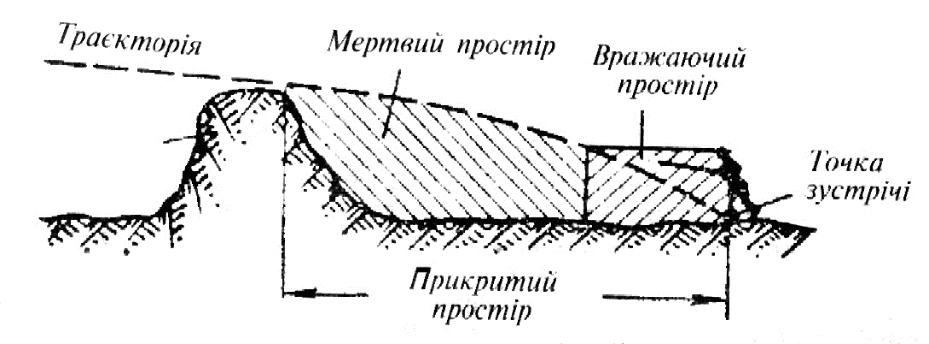 Траєкторія
Мертвий простір
Вражаючий
простір
Точка
зустрічі
Прикритий
простір